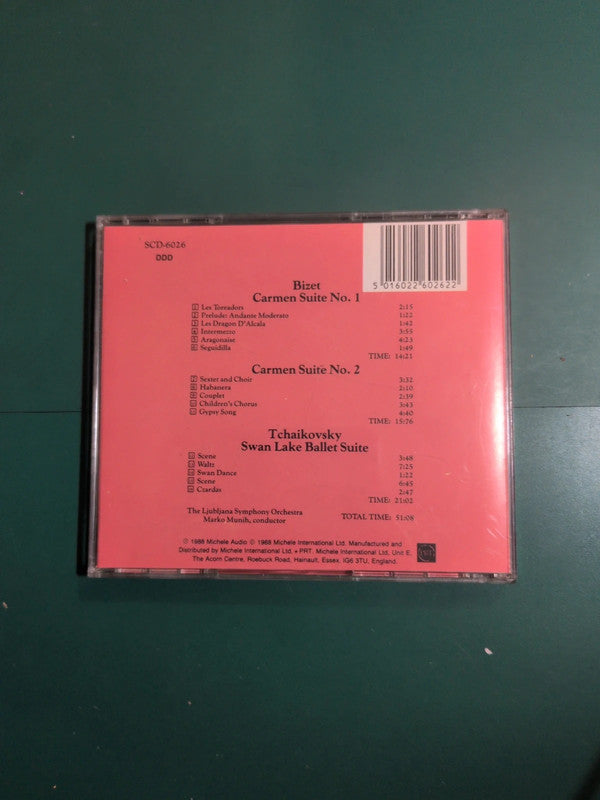 SCD-6026
DDD
5 016022 602622
Bizet
Carmen Suite No. 1
1 Les Torradors 2:15
2 Prelude: Andante Moderato 1:22
3 Les Dragon D'Alcala 1:42
4 Intermezzo 3:55
5 Aragonaise 4:23
6 Seguidilla 1:49
TIME: 14:21
Carmen Suite No. 2
7 Sextet and Choir 3:32
8 Habanera 2:10
9 Couplet 2:39
10 Children's Chorus 3:43
11 Gypsy Song 4:40
TIME: 15:76
Tchaikovsky
Swan Lake Ballet Suite
Scene 3:48
Waltz 7:25
Swan Dance 1:22
Scene 6:45
Czardas 2:47
TIME: 21:02
The Ljubljana Symphony Orchestra
Marko Munih, conductor
TOTAL TIME: 51:08
℗ 1988 Michele Audio © 1988 Michele International Ltd. Manufactured and
Distributed by Michele International Ltd. + PRT. Michele International Ltd, Unit E,
The Acorn Centre, Roebuck Road, Hainault, Essex, IG6 3TU, England.